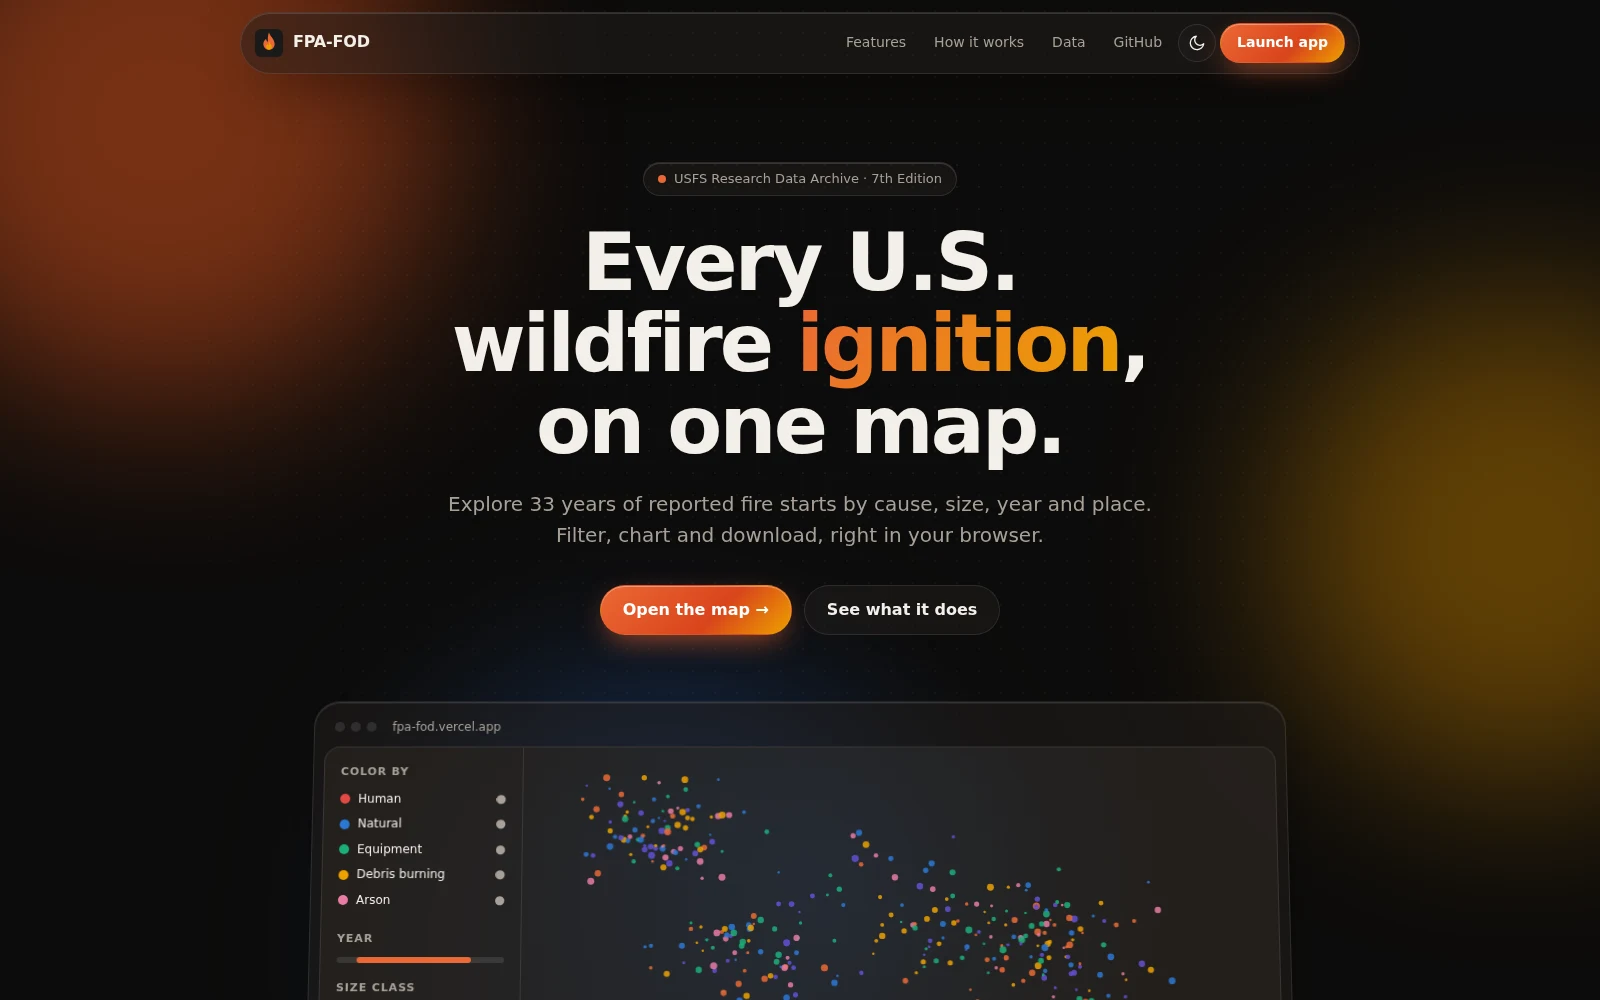 FPA-FOD
Features
How it works
Data
GitHub
Launch app
USFS Research Data Archive · 7th Edition
Every U.S.
wildfire ignition,
on one map.
Explore 33 years of reported fire starts by cause, size, year and place.
Filter, chart and download, right in your browser.
Open the map →
See what it does
fpa-fod.vercel.app
COLOR BY
Human
Natural
Equipment
Debris burning
Arson
YEAR
SIZE CLASS